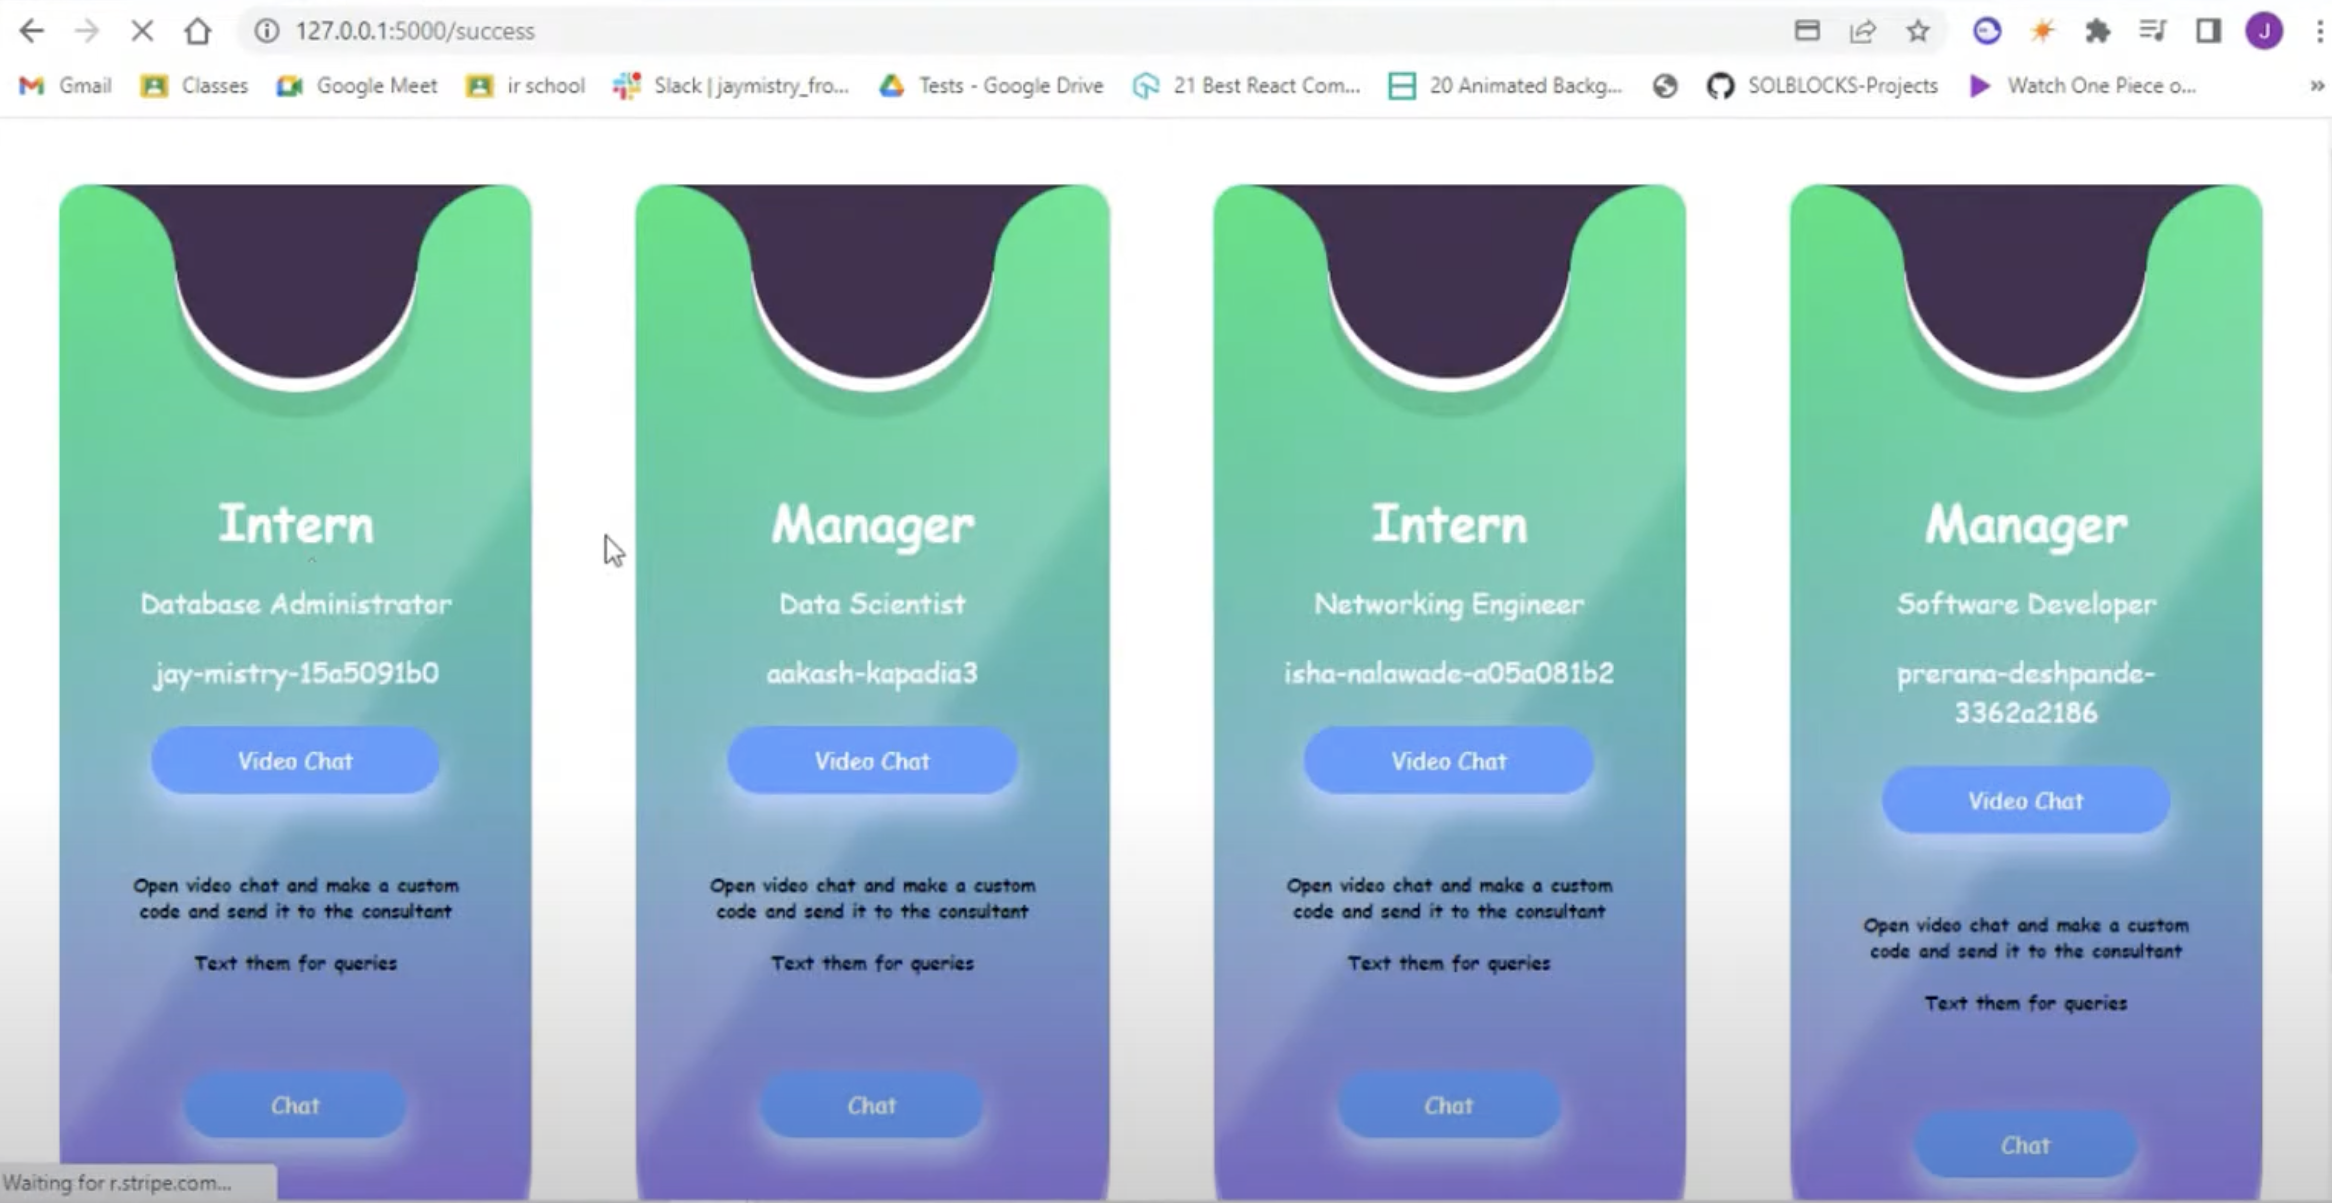 127.0.0.1:5000/success
J
Gmail
Classes
Google Meet
ir school
Slack | jaymistry_fro...
Tests - Google Drive
21 Best React Com...
20 Animated Backg...
SOLBLOCKS-Projects
Watch One Piece o...
»
Intern
Database Administrator
jay-mistry-15a5091b0
Video Chat
Open video chat and make a custom
code and send it to the consultant
Text them for queries
Chat
Manager
Data Scientist
aakash-kapadia3
Video Chat
Open video chat and make a custom
code and send it to the consultant
Text them for queries
Chat
Intern
Networking Engineer
isha-nalawade-a05a081b2
Video Chat
Open video chat and make a custom
code and send it to the consultant
Text them for queries
Chat
Manager
Software Developer
prerana-deshpande-
3362a2186
Video Chat
Open video chat and make a custom
code and send it to the consultant
Text them for queries
Chat
Waiting for r.stripe.com...